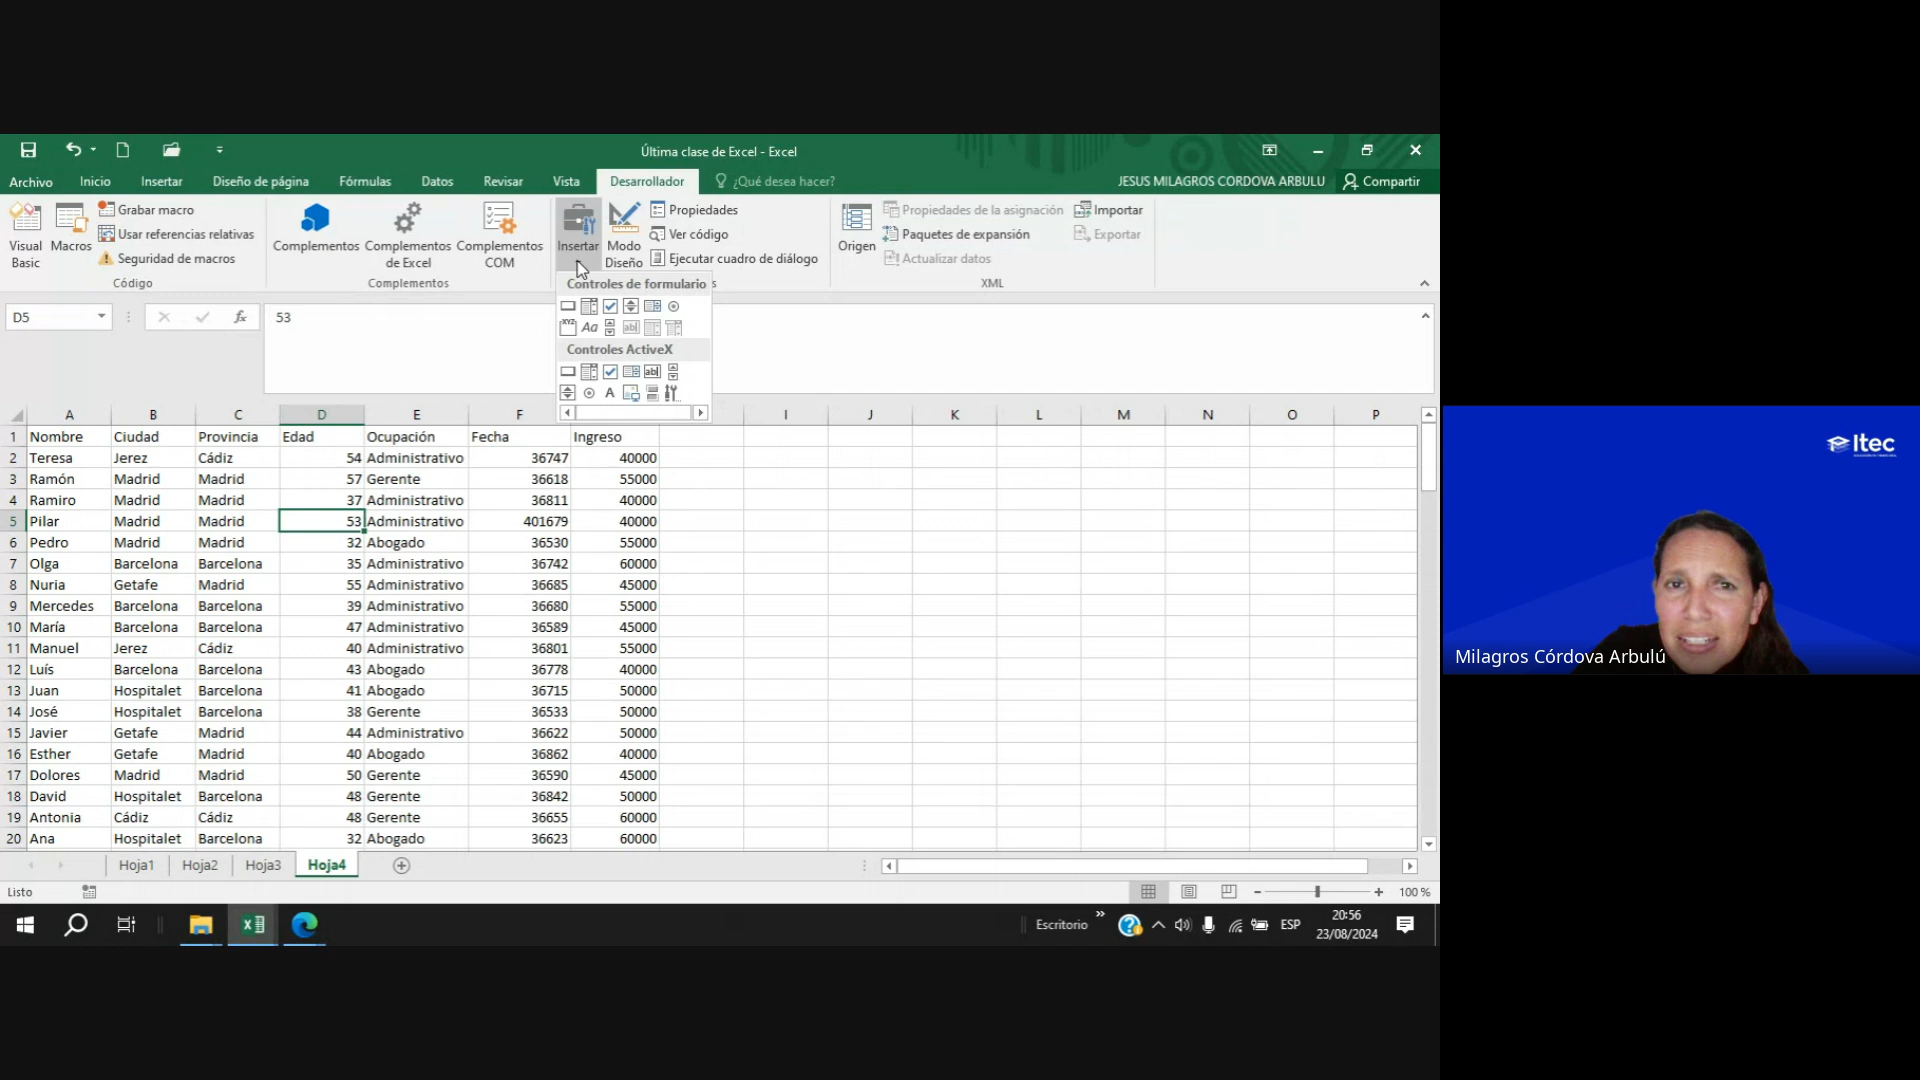 Última clase de Excel - Excel
Archivo Inicio Insertar Diseño de página Fórmulas Datos Revisar Vista Desarrollador ¿Qué desea hacer? JESUS MILAGROS CORDOVA ARBULU Compartir
Visual Basic
Macros
Grabar macro
Usar referencias relativas
Seguridad de macros
Código
Complementos
Complementos de Excel
Complementos COM
Complementos
Insertar
Modo Diseño
Propiedades
Ver código
Ejecutar cuadro de diálogo
Origen
Propiedades de la asignación
Paquetes de expansión
Actualizar datos
Importar
Exportar
XML
Controles de formulario
XYZ Aa ab|
Controles ActiveX
ab|
A
D5 fx 53
A B C D E F I J K L M N O P
1 Nombre Ciudad Provincia Edad Ocupación Fecha Ingreso
2 Teresa Jerez Cádiz 54 Administrativo 36747 40000
3 Ramón Madrid Madrid 57 Gerente 36618 55000
4 Ramiro Madrid Madrid 37 Administrativo 36811 40000
5 Pilar Madrid Madrid 53 Administrativo 401679 40000
6 Pedro Madrid Madrid 32 Abogado 36530 55000
7 Olga Barcelona Barcelona 35 Administrativo 36742 60000
8 Nuria Getafe Madrid 55 Administrativo 36685 45000
9 Mercedes Barcelona Barcelona 39 Administrativo 36680 55000
10 María Barcelona Barcelona 47 Administrativo 36589 45000
11 Manuel Jerez Cádiz 40 Administrativo 36801 55000
12 Luís Barcelona Barcelona 43 Abogado 36778 40000
13 Juan Hospitalet Barcelona 41 Abogado 36715 50000
14 José Hospitalet Barcelona 38 Gerente 36533 50000
15 Javier Getafe Madrid 44 Administrativo 36622 50000
16 Esther Getafe Madrid 40 Abogado 36862 40000
17 Dolores Madrid Madrid 50 Gerente 36590 45000
18 David Hospitalet Barcelona 48 Gerente 36842 50000
19 Antonia Cádiz Cádiz 48 Gerente 36655 60000
20 Ana Hospitalet Barcelona 32 Abogado 36623 60000
Hoja1 Hoja2 Hoja3 Hoja4
Listo 100 %
Escritorio » ESP 20:56
23/08/2024
Itec
Milagros Córdova Arbulú